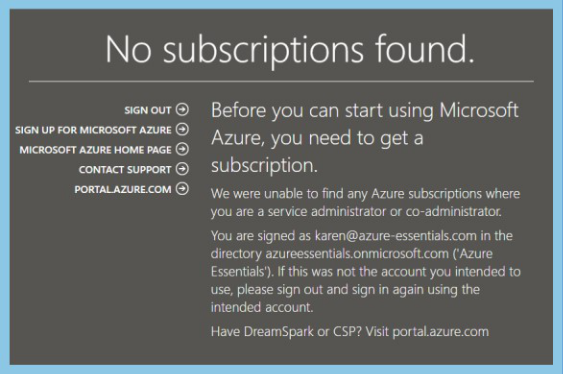 No subscriptions found.
SIGN OUT
SIGN UP FOR MICROSOFT AZURE
MICROSOFT AZURE HOME PAGE
CONTACT SUPPORT
PORTAL.AZURE.COM
Before you can start using Microsoft
Azure, you need to get a
subscription.
We were unable to find any Azure subscriptions where
you are a service administrator or co-administrator.
You are signed as karen@azure-essentials.com in the
directory azureessentials.onmicrosoft.com ('Azure
Essentials'). If this was not the account you intended to
use, please sign out and sign in again using the
intended account.
Have DreamSpark or CSP? Visit portal.azure.com